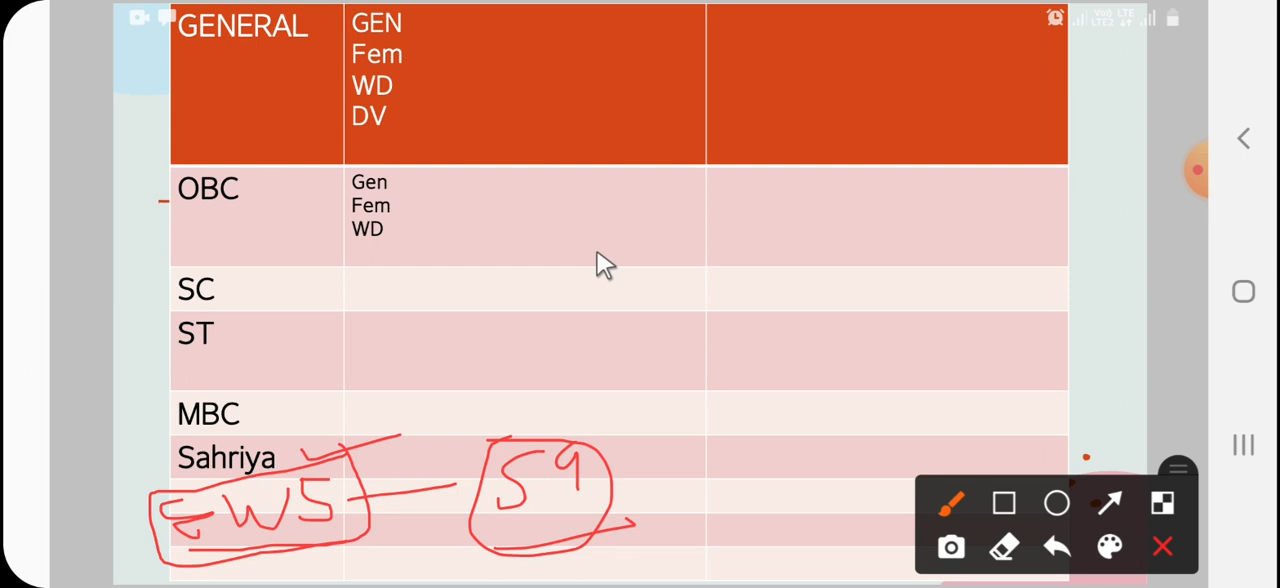 GENERAL
GEN
Fem
WD
DV
OBC
Gen
Fem
WD
SC
ST
MBC
Sahriya
EWS
59